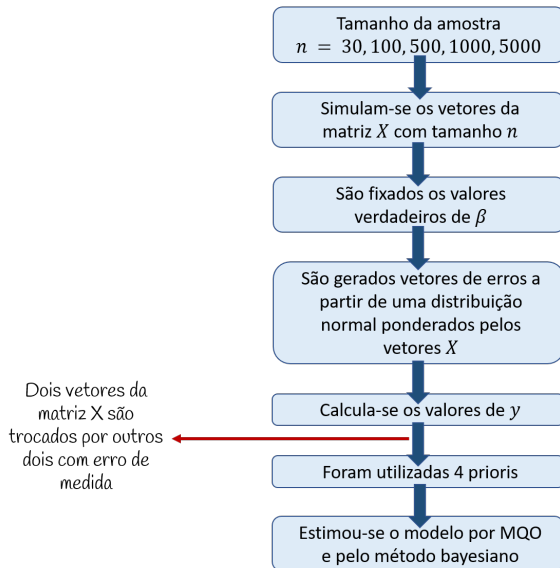 Tamanho da amostra
n = 30, 100, 500, 1000, 5000
Simulam-se os vetores da
matriz X com tamanho n
São fixados os valores
verdadeiros de β
São gerados vetores de erros a
partir de uma distribuição
normal ponderados pelos
vetores X
Calcula-se os valores de y
Dois vetores da
matriz X são
trocados por outros
dois com erro de
medida
Foram utilizadas 4 prioris
Estimou-se o modelo por MQO
e pelo método bayesiano